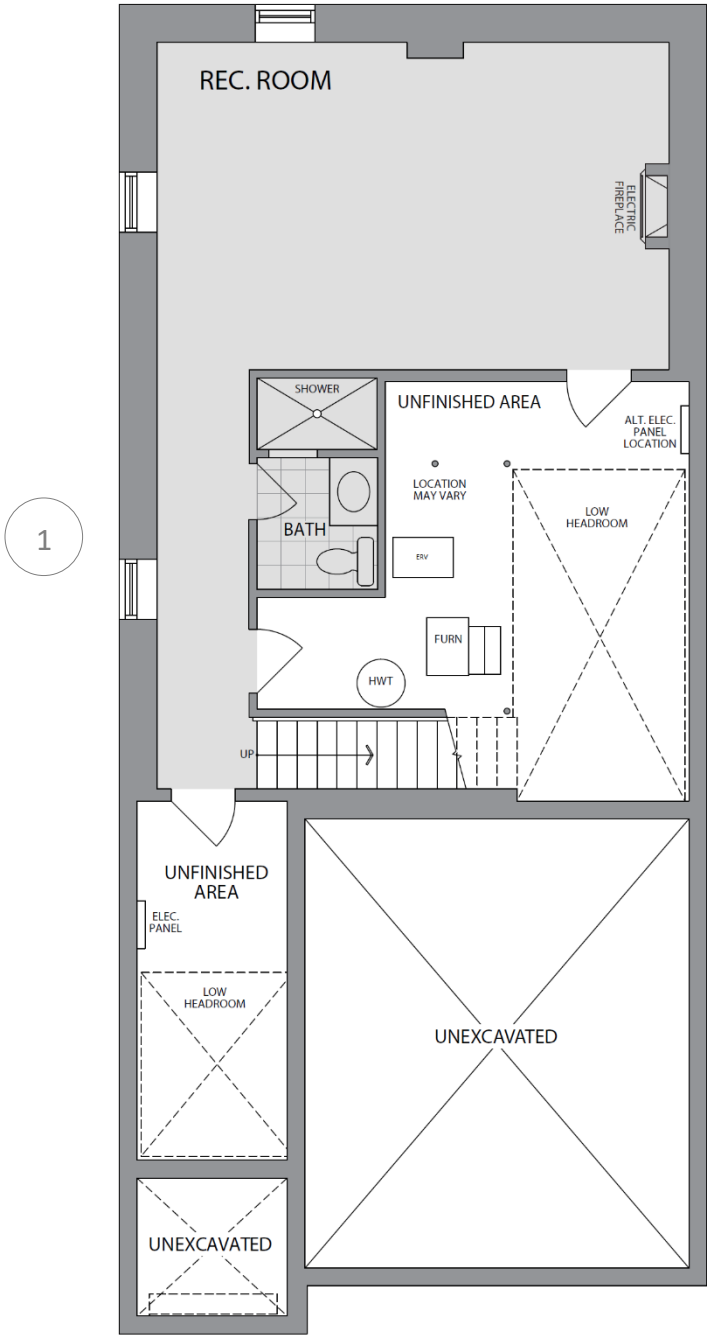 REC. ROOM
ELECTRIC
FIREPLACE
SHOWER
UNFINISHED AREA
ALT. ELEC.
PANEL
LOCATION
LOCATION
MAY VARY
LOW
HEADROOM
BATH
1
ERV
FURN
HWT
UP
UNFINISHED
AREA
ELEC.
PANEL
LOW
HEADROOM
UNEXCAVATED
UNEXCAVATED